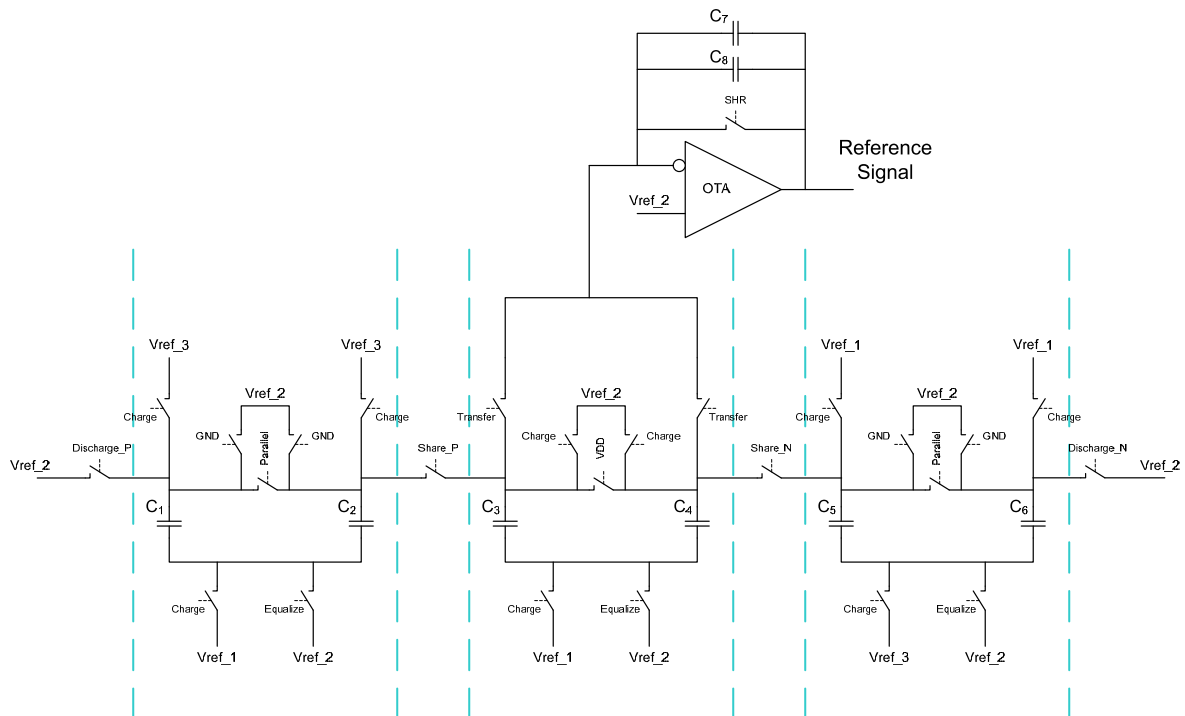 C7
C8
SHR
Reference
Signal
OTA
Vref_2
Vref_3
Vref_3
Vref_1
Vref_1
Vref_2
Vref_2
Vref_2
Charge
Charge
Transfer
Transfer
Charge
Charge
GND
Parallel
GND
Charge
VDD
Charge
GND
Parallel
GND
Discharge_P
Share_P
Share_N
Discharge_N
Vref_2
Vref_2
C1
C2
C3
C4
C5
C6
Charge
Equalize
Charge
Equalize
Charge
Equalize
Vref_1
Vref_2
Vref_1
Vref_2
Vref_3
Vref_2